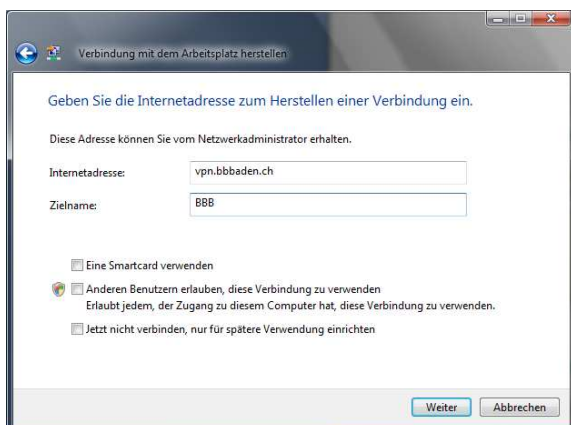 Verbindung mit dem Arbeitsplatz herstellen
Geben Sie die Internetadresse zum Herstellen einer Verbindung ein.
Diese Adresse können Sie vom Netzwerkadministrator erhalten.
Internetadresse: vpn.bbbaden.ch
Zielname: BBB
Eine Smartcard verwenden
Anderen Benutzern erlauben, diese Verbindung zu verwenden
Erlaubt jedem, der Zugang zu diesem Computer hat, diese Verbindung zu verwenden.
Jetzt nicht verbinden, nur für spätere Verwendung einrichten
Weiter Abbrechen